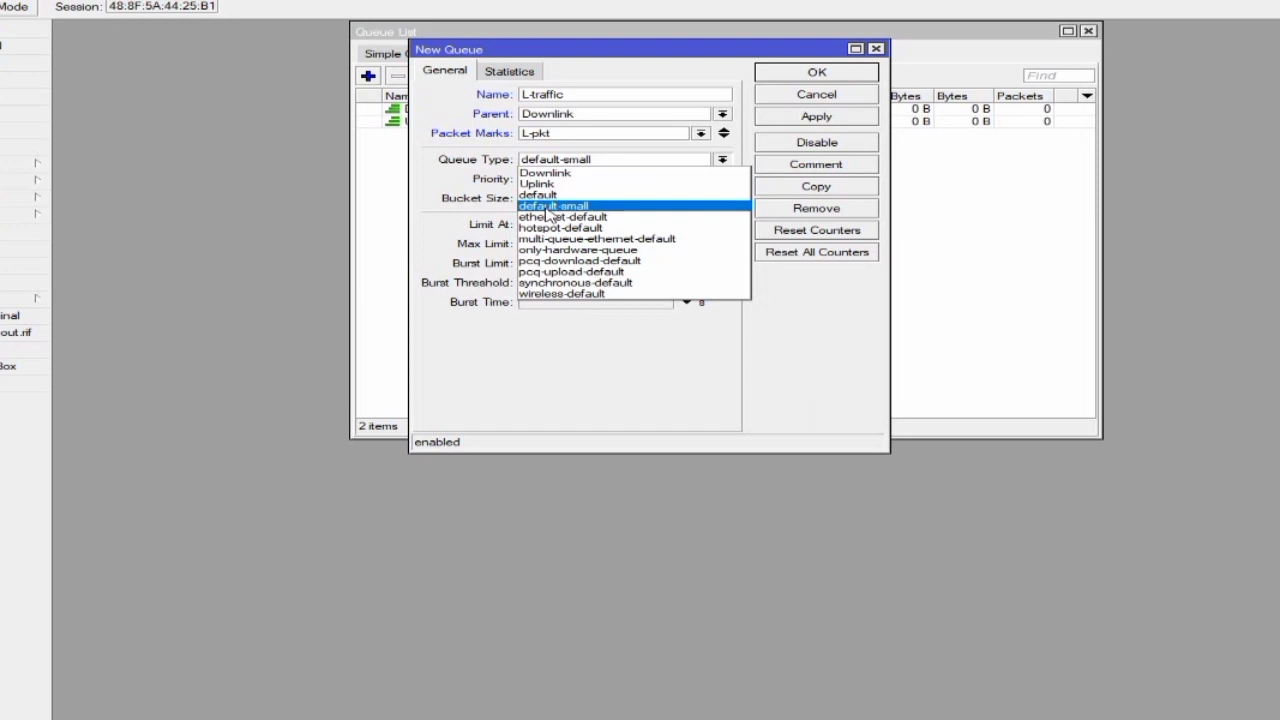 Mode Session: 48:8F:5A:44:25:B1
Queue List
New Queue
Simple
General Statistics
Find
Name: L-traffic
Parent: Downlink
Packet Marks: L-pkt
Queue Type: default-small
Downlink
Uplink
default
default-small
ethernet-default
hotspot-default
multi-queue-ethernet-default
only-hardware-queue
pcq-download-default
pcq-upload-default
synchronous-default
wireless-default
Priority:
Bucket Size:
Limit At:
Max Limit:
Burst Limit:
Burst Threshold:
Burst Time: s
OK
Cancel
Apply
Disable
Comment
Copy
Remove
Reset Counters
Reset All Counters
Bytes Bytes Packets
0 B 0 B 0
0 B 0 B 0
2 items
enabled
inal
out.rif
Box